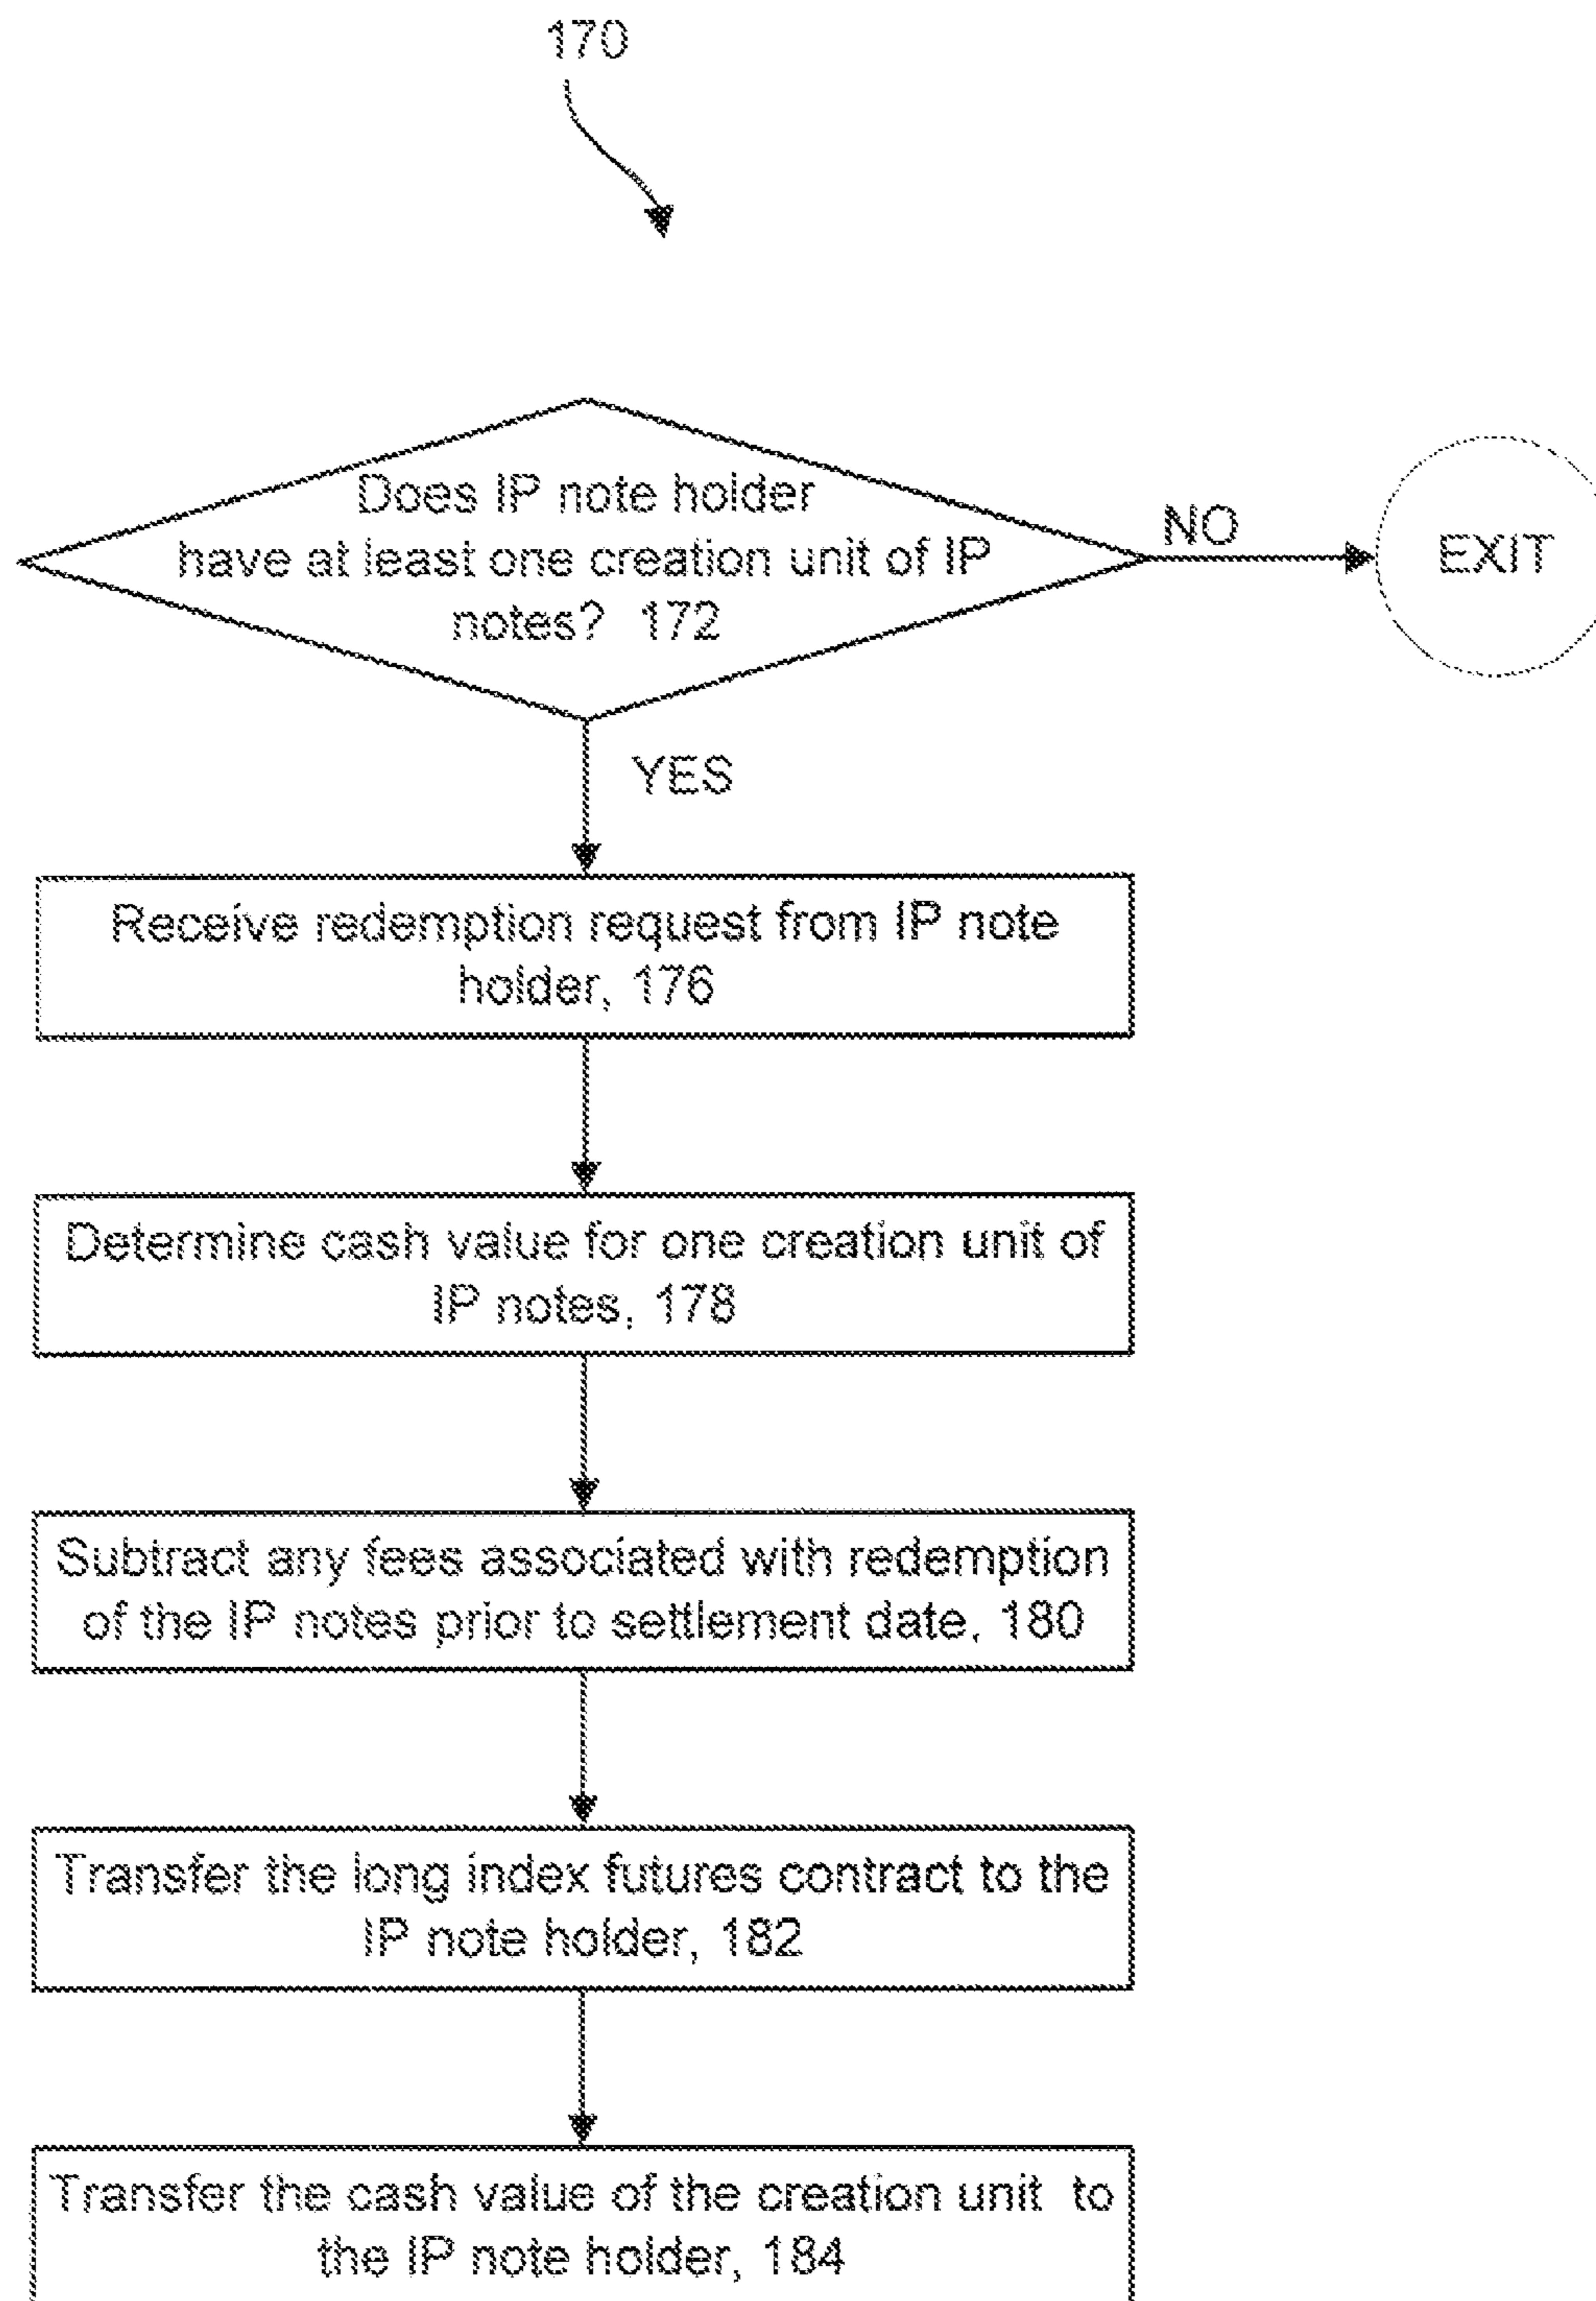 170
Does IP note holder
have at least one creation unit of IP
notes? 172
NO
EXIT
YES
Receive redemption request from IP note
holder, 176
Determine cash value for one creation unit of
IP notes, 178
Subtract any fees associated with redemption
of the IP notes prior to settlement date, 180
Transfer the long index futures contract to the
IP note holder, 182
Transfer the cash value of the creation unit to
the IP note holder, 184